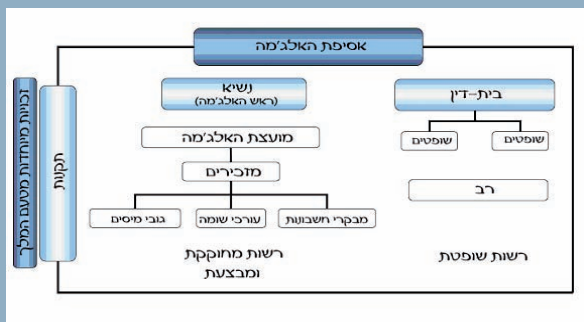 אסיפת האלג'מה
בית-דין
שופטים
שופטים
רב
רשות שופטת
נשיא
(ראש האלג'מה)
מועצת האלג'מה
מזכירים
מבקרי חשבונות
עורכי שומה
גובי מיסים
רשות מחוקקת
ומבצעת
תקנות
זכויות מיוחדות מטעם המלך